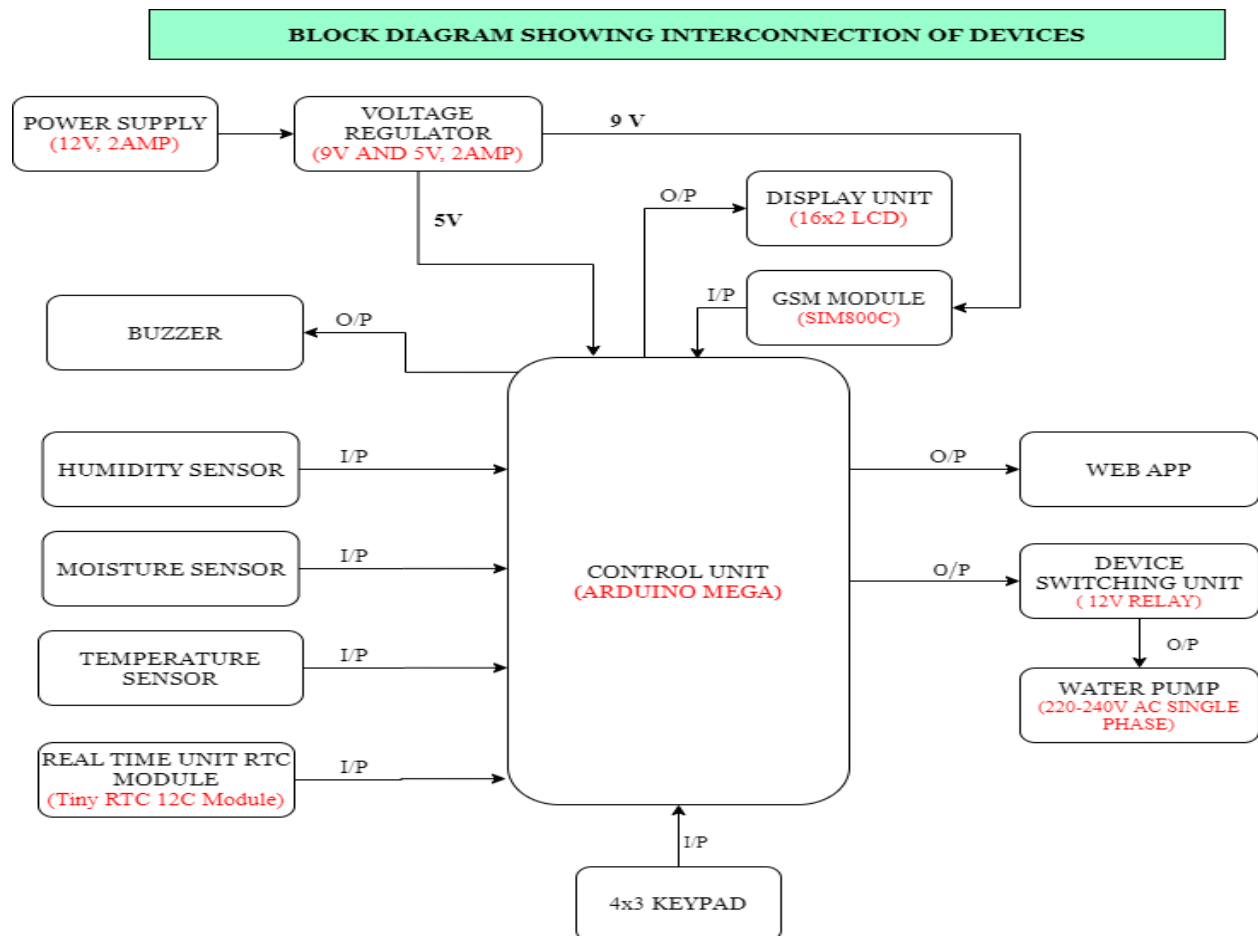 BLOCK DIAGRAM SHOWING INTERCONNECTION OF DEVICES
POWER SUPPLY
(12V, 2AMP)
VOLTAGE
REGULATOR
(9V AND 5V, 2AMP)
9 V
5V
O/P
DISPLAY UNIT
(16x2 LCD)
I/P
GSM MODULE
(SIM800C)
BUZZER
O/P
HUMIDITY SENSOR
I/P
MOISTURE SENSOR
I/P
TEMPERATURE
SENSOR
I/P
REAL TIME UNIT RTC
MODULE
(Tiny RTC 12C Module)
I/P
CONTROL UNIT
(ARDUINO MEGA)
O/P
WEB APP
O/P
DEVICE
SWITCHING UNIT
( 12V RELAY)
O/P
WATER PUMP
(220-240V AC SINGLE
PHASE)
I/P
4x3 KEYPAD